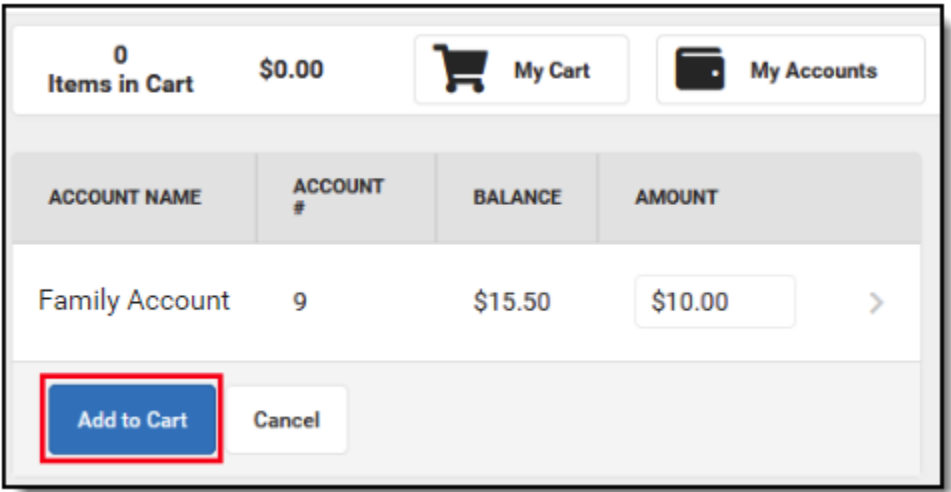 0
Items in Cart
$0.00
My Cart
My Accounts
ACCOUNT NAME
ACCOUNT
#
BALANCE
AMOUNT
Family Account
9
$15.50
$10.00
Add to Cart
Cancel